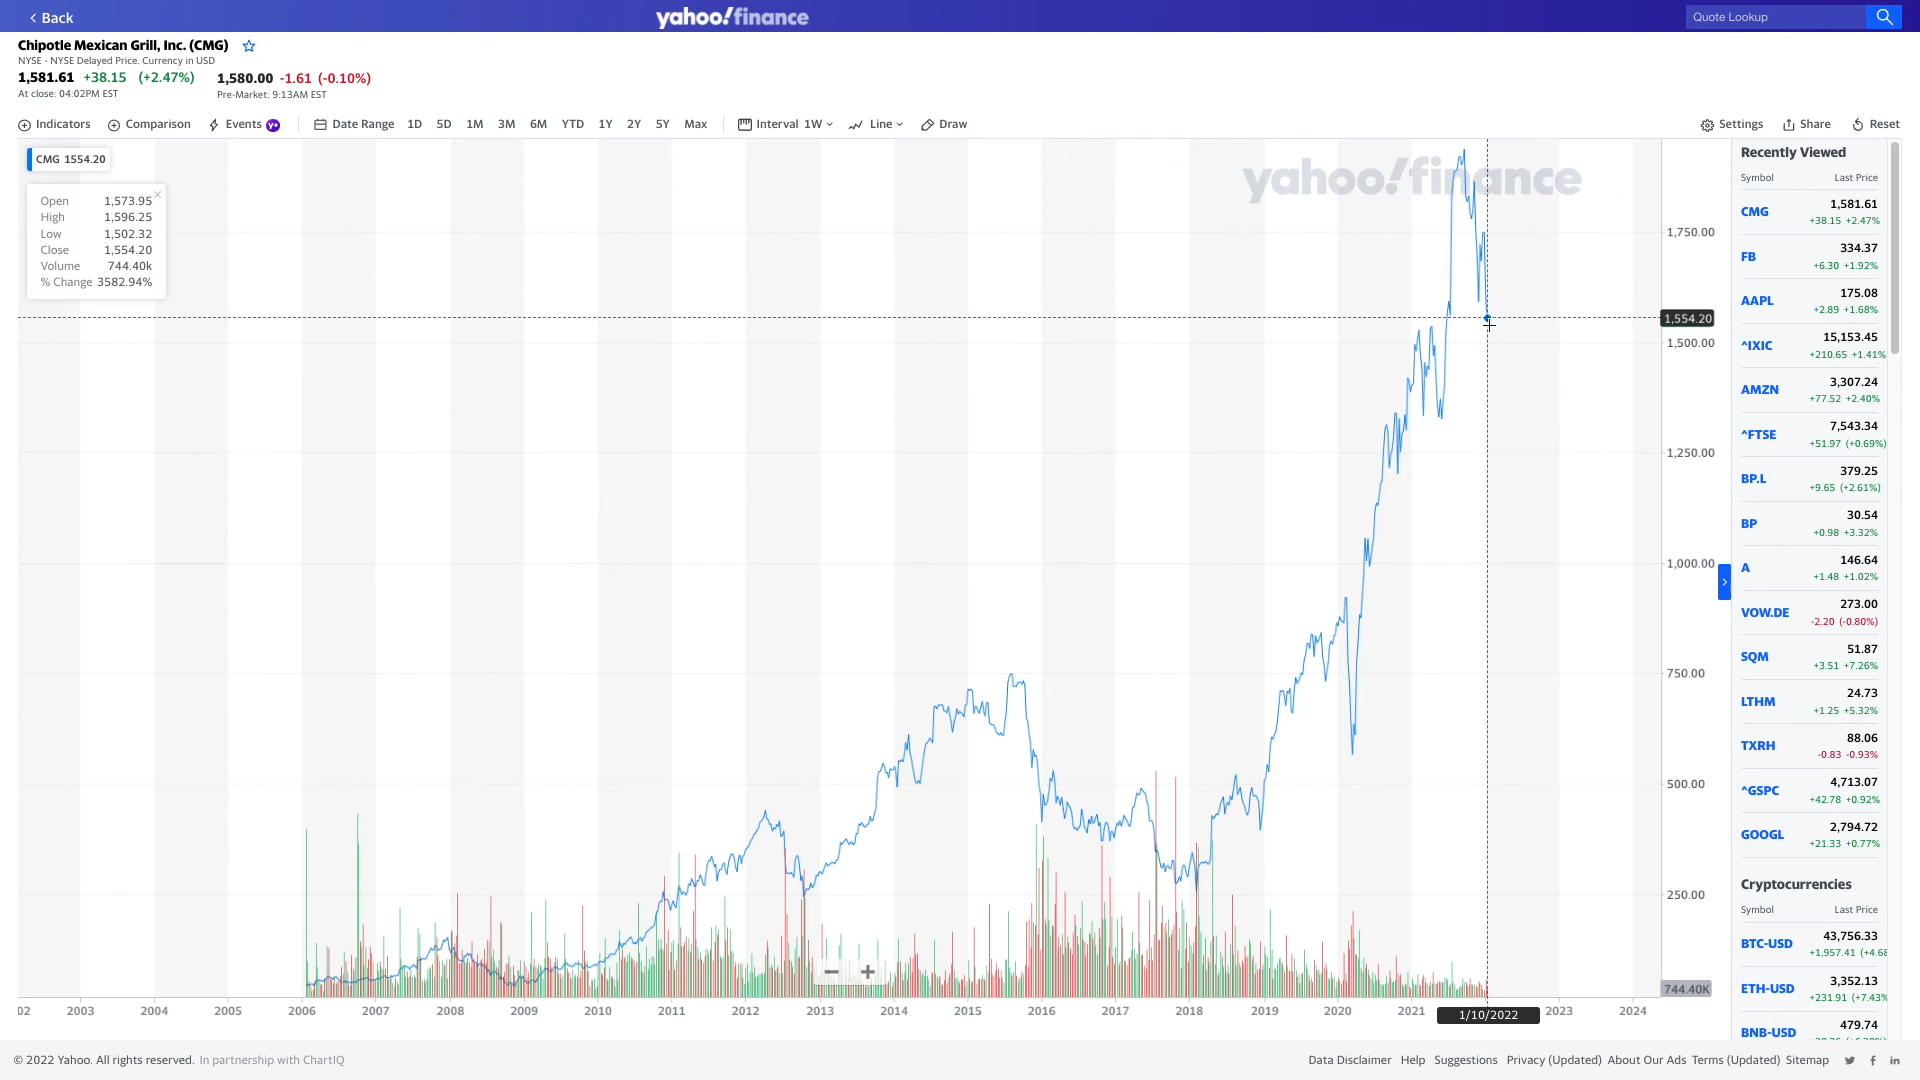 Back
yahoo!finance
Quote Lookup
Chipotle Mexican Grill, Inc. (CMG)
NYSE - NYSE Delayed Price. Currency in USD
1,581.61 +38.15 (+2.47%) 1,580.00 -1.61 (-0.10%)
At close: 04:02PM EST Pre-Market: 9:13AM EST
Indicators Comparison Events Y+ Date Range 1D 5D 1M 3M 6M YTD 1Y 2Y 5Y Max Interval 1W Line Draw Settings Share Reset
CMG 1554.20
Open 1,573.95
High 1,596.25
Low 1,502.32
Close 1,554.20
Volume 744.40k
% Change 3582.94%
yahoo!finance
1,750.00
1,554.20
1,500.00
1,250.00
1,000.00
750.00
500.00
250.00
744.40K
02 2003 2004 2005 2006 2007 2008 2009 2010 2011 2012 2013 2014 2015 2016 2017 2018 2019 2020 2021 1/10/2022 2023 2024
Recently Viewed
Symbol Last Price
CMG 1,581.61
+38.15 +2.47%
FB 334.37
+6.30 +1.92%
AAPL 175.08
+2.89 +1.68%
^IXIC 15,153.45
+210.65 +1.41%
AMZN 3,307.24
+77.52 +2.40%
^FTSE 7,543.34
+51.97 (+0.69%)
BP.L 379.25
+9.65 (+2.61%)
BP 30.54
+0.98 +3.32%
A 146.64
+1.48 +1.02%
VOW.DE 273.00
-2.20 (-0.80%)
SQM 51.87
+3.51 +7.26%
LTHM 24.73
+1.25 +5.32%
TXRH 88.06
-0.83 -0.93%
^GSPC 4,713.07
+42.78 +0.92%
GOOGL 2,794.72
+21.33 +0.77%
Cryptocurrencies
Symbol Last Price
BTC-USD 43,756.33
+1,957.41 (+4.68
ETH-USD 3,352.13
+231.91 (+7.43%
BNB-USD 479.74
© 2022 Yahoo. All rights reserved. In partnership with ChartIQ
Data Disclaimer Help Suggestions Privacy (Updated) About Our Ads Terms (Updated) Sitemap